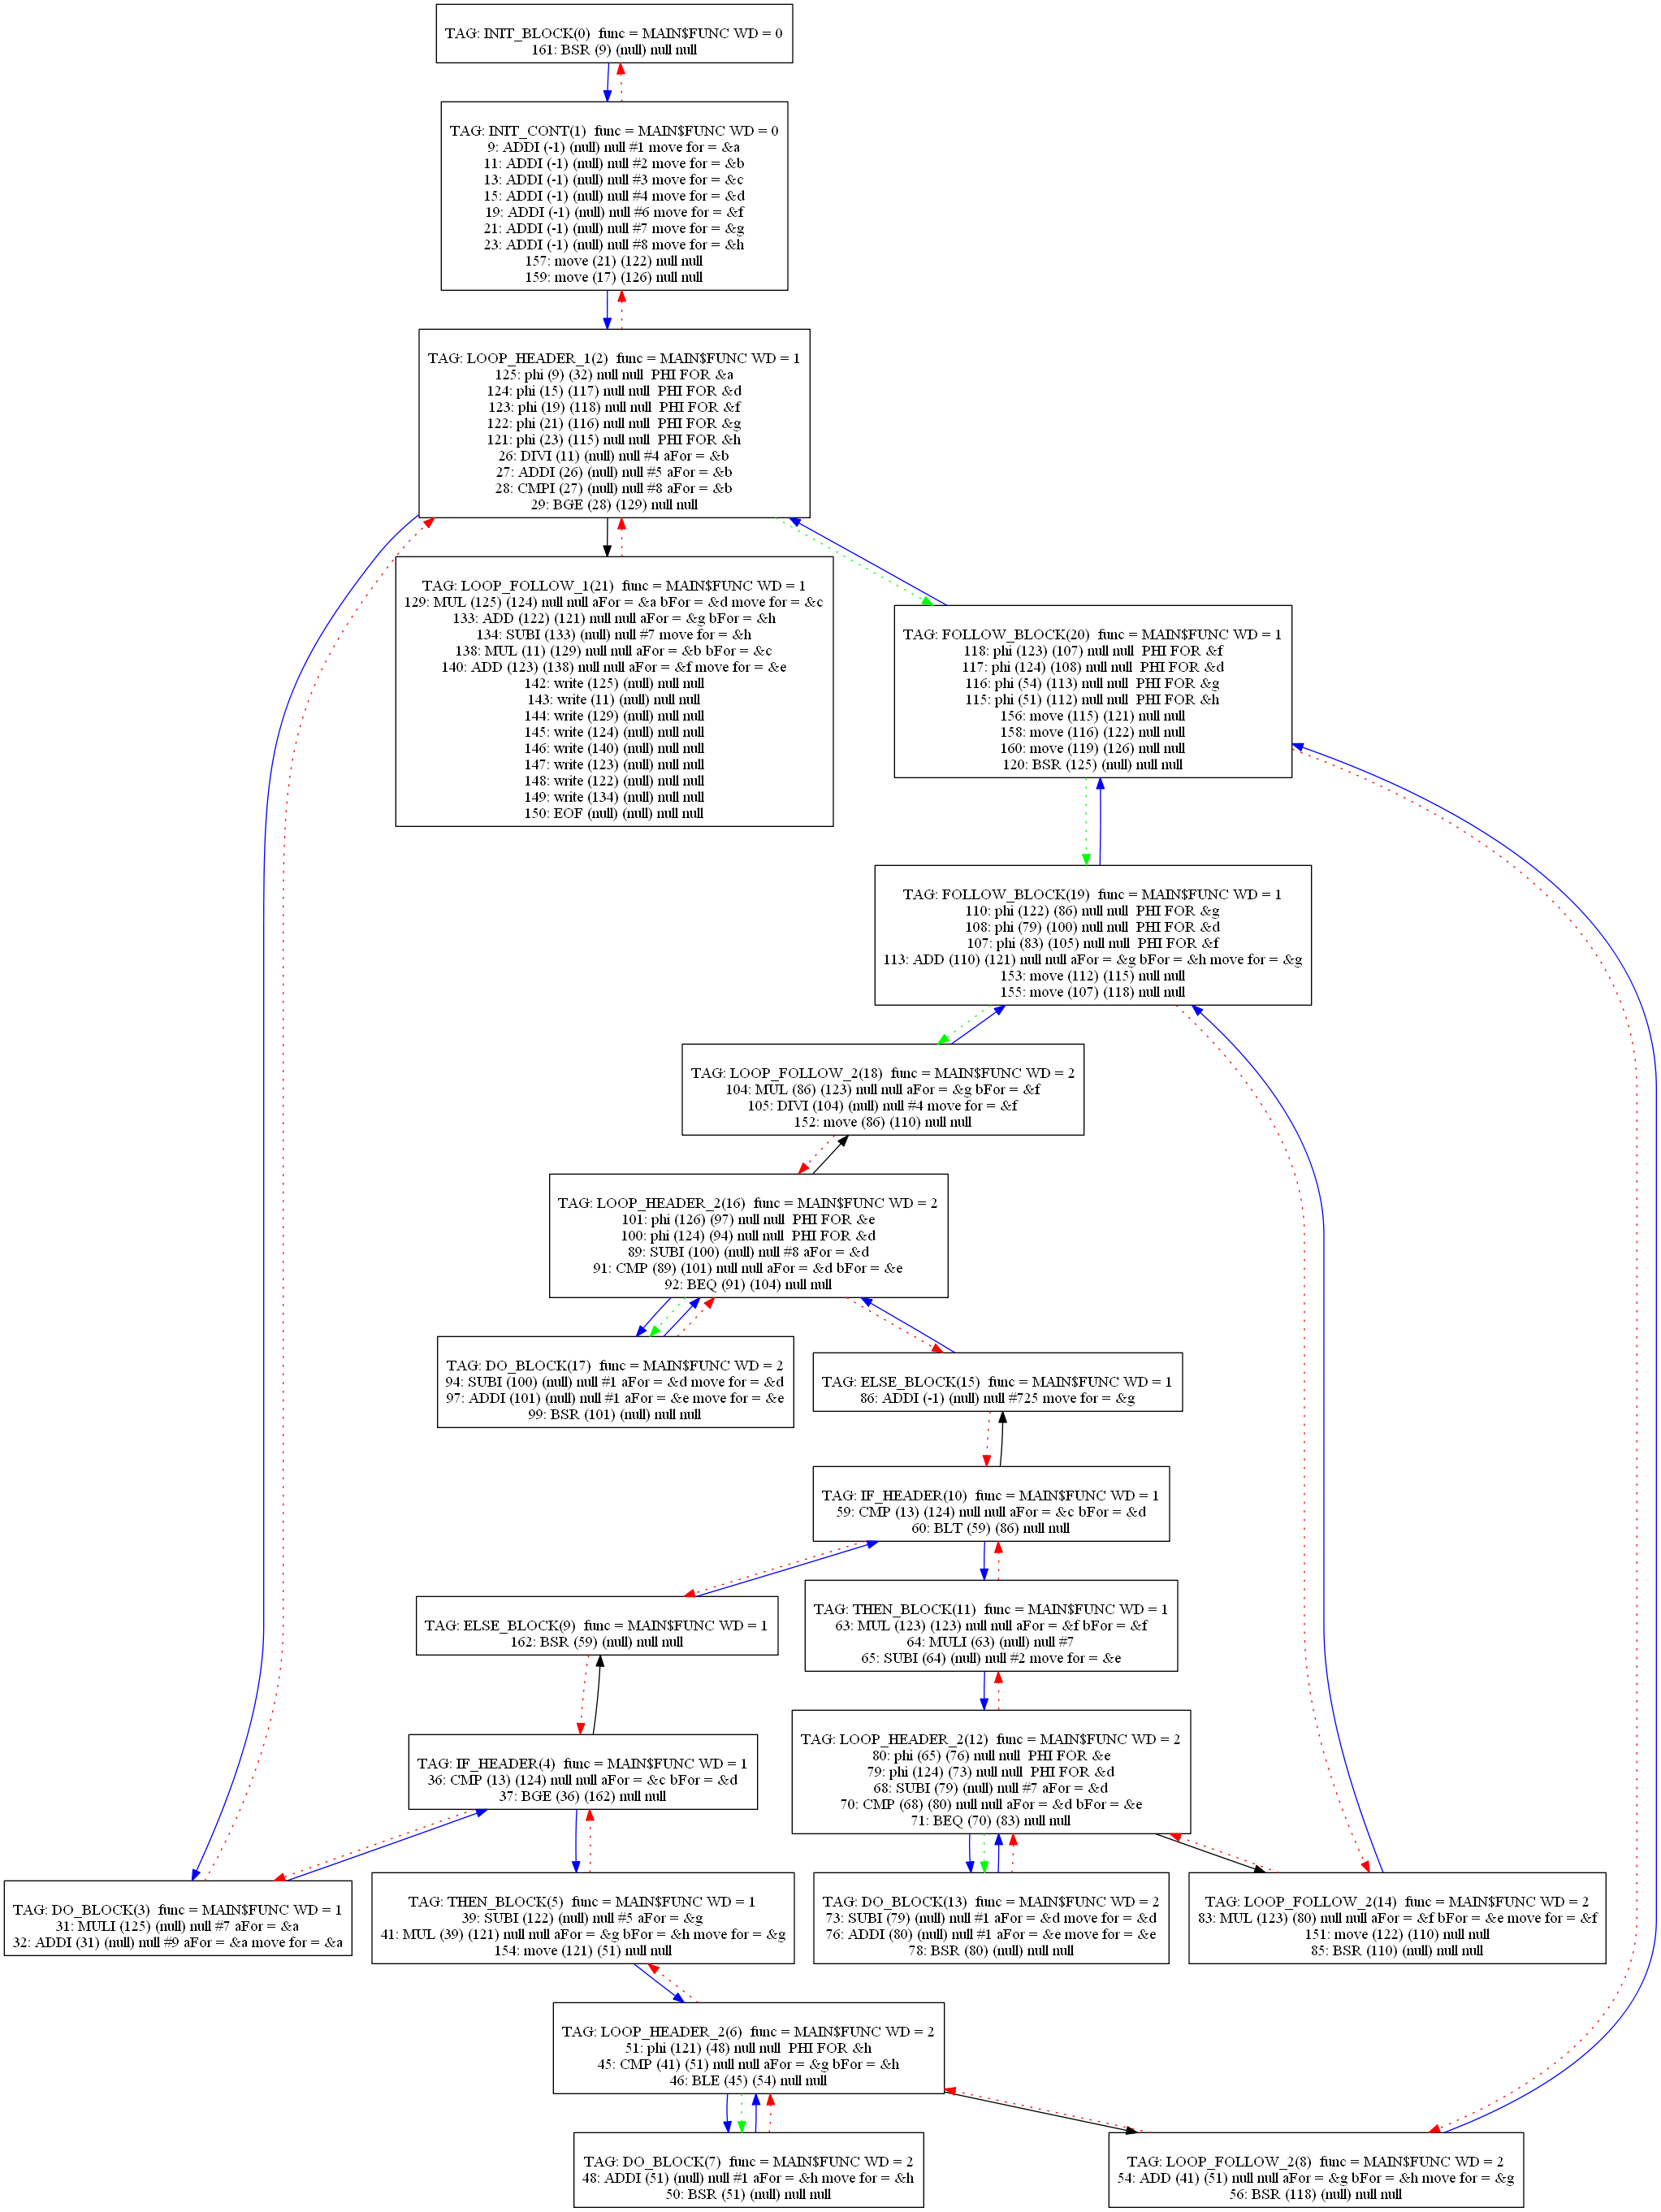 TAG: INIT_BLOCK(0)  func = MAIN$FUNC WD = 0
161: BSR (9) (null) null null
TAG: INIT_CONT(1)  func = MAIN$FUNC WD = 0
9: ADDI (-1) (null) null #1 move for = &a
11: ADDI (-1) (null) null #2 move for = &b
13: ADDI (-1) (null) null #3 move for = &c
15: ADDI (-1) (null) null #4 move for = &d
19: ADDI (-1) (null) null #6 move for = &f
21: ADDI (-1) (null) null #7 move for = &g
23: ADDI (-1) (null) null #8 move for = &h
157: move (21) (122) null null
159: move (17) (126) null null
TAG: LOOP_HEADER_1(2)  func = MAIN$FUNC WD = 1
125: phi (9) (32) null null  PHI FOR &a
124: phi (15) (117) null null  PHI FOR &d
123: phi (19) (118) null null  PHI FOR &f
122: phi (21) (116) null null  PHI FOR &g
121: phi (23) (115) null null  PHI FOR &h
26: DIVI (11) (null) null #4 aFor = &b
27: ADDI (26) (null) null #5 aFor = &b
28: CMPI (27) (null) null #8 aFor = &b
29: BGE (28) (129) null null
TAG: LOOP_FOLLOW_1(21)  func = MAIN$FUNC WD = 1
129: MUL (125) (124) null null aFor = &a bFor = &d move for = &c
133: ADD (122) (121) null null aFor = &g bFor = &h
134: SUBI (133) (null) null #7 move for = &h
138: MUL (11) (129) null null aFor = &b bFor = &c
140: ADD (123) (138) null null aFor = &f move for = &e
142: write (125) (null) null null
143: write (11) (null) null null
144: write (129) (null) null null
145: write (124) (null) null null
146: write (140) (null) null null
147: write (123) (null) null null
148: write (122) (null) null null
149: write (134) (null) null null
150: EOF (null) (null) null null
TAG: FOLLOW_BLOCK(20)  func = MAIN$FUNC WD = 1
118: phi (123) (107) null null  PHI FOR &f
117: phi (124) (108) null null  PHI FOR &d
116: phi (54) (113) null null  PHI FOR &g
115: phi (51) (112) null null  PHI FOR &h
156: move (115) (121) null null
158: move (116) (122) null null
160: move (119) (126) null null
120: BSR (125) (null) null null
TAG: FOLLOW_BLOCK(19)  func = MAIN$FUNC WD = 1
110: phi (122) (86) null null  PHI FOR &g
108: phi (79) (100) null null  PHI FOR &d
107: phi (83) (105) null null  PHI FOR &f
113: ADD (110) (121) null null aFor = &g bFor = &h move for = &g
153: move (112) (115) null null
155: move (107) (118) null null
TAG: LOOP_FOLLOW_2(18)  func = MAIN$FUNC WD = 2
104: MUL (86) (123) null null aFor = &g bFor = &f
105: DIVI (104) (null) null #4 move for = &f
152: move (86) (110) null null
TAG: LOOP_HEADER_2(16)  func = MAIN$FUNC WD = 2
101: phi (126) (97) null null  PHI FOR &e
100: phi (124) (94) null null  PHI FOR &d
89: SUBI (100) (null) null #8 aFor = &d
91: CMP (89) (101) null null aFor = &d bFor = &e
92: BEQ (91) (104) null null
TAG: DO_BLOCK(17)  func = MAIN$FUNC WD = 2
94: SUBI (100) (null) null #1 aFor = &d move for = &d
97: ADDI (101) (null) null #1 aFor = &e move for = &e
99: BSR (101) (null) null null
TAG: ELSE_BLOCK(15)  func = MAIN$FUNC WD = 1
86: ADDI (-1) (null) null #725 move for = &g
TAG: IF_HEADER(10)  func = MAIN$FUNC WD = 1
59: CMP (13) (124) null null aFor = &c bFor = &d
60: BLT (59) (86) null null
TAG: ELSE_BLOCK(9)  func = MAIN$FUNC WD = 1
162: BSR (59) (null) null null
TAG: THEN_BLOCK(11)  func = MAIN$FUNC WD = 1
63: MUL (123) (123) null null aFor = &f bFor = &f
64: MULI (63) (null) null #7
65: SUBI (64) (null) null #2 move for = &e
TAG: IF_HEADER(4)  func = MAIN$FUNC WD = 1
36: CMP (13) (124) null null aFor = &c bFor = &d
37: BGE (36) (162) null null
TAG: LOOP_HEADER_2(12)  func = MAIN$FUNC WD = 2
80: phi (65) (76) null null  PHI FOR &e
79: phi (124) (73) null null  PHI FOR &d
68: SUBI (79) (null) null #7 aFor = &d
70: CMP (68) (80) null null aFor = &d bFor = &e
71: BEQ (70) (83) null null
TAG: DO_BLOCK(3)  func = MAIN$FUNC WD = 1
31: MULI (125) (null) null #7 aFor = &a
32: ADDI (31) (null) null #9 aFor = &a move for = &a
TAG: THEN_BLOCK(5)  func = MAIN$FUNC WD = 1
39: SUBI (122) (null) null #5 aFor = &g
41: MUL (39) (121) null null aFor = &g bFor = &h move for = &g
154: move (121) (51) null null
TAG: DO_BLOCK(13)  func = MAIN$FUNC WD = 2
73: SUBI (79) (null) null #1 aFor = &d move for = &d
76: ADDI (80) (null) null #1 aFor = &e move for = &e
78: BSR (80) (null) null null
TAG: LOOP_FOLLOW_2(14)  func = MAIN$FUNC WD = 2
83: MUL (123) (80) null null aFor = &f bFor = &e move for = &f
151: move (122) (110) null null
85: BSR (110) (null) null null
TAG: LOOP_HEADER_2(6)  func = MAIN$FUNC WD = 2
51: phi (121) (48) null null  PHI FOR &h
45: CMP (41) (51) null null aFor = &g bFor = &h
46: BLE (45) (54) null null
TAG: DO_BLOCK(7)  func = MAIN$FUNC WD = 2
48: ADDI (51) (null) null #1 aFor = &h move for = &h
50: BSR (51) (null) null null
TAG: LOOP_FOLLOW_2(8)  func = MAIN$FUNC WD = 2
54: ADD (41) (51) null null aFor = &g bFor = &h move for = &g
56: BSR (118) (null) null null